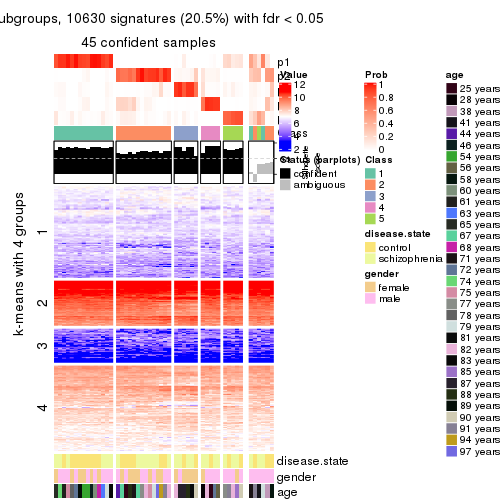 ubgroups, 10630 signatures (20.5%) with fdr < 0.05
45 confident samples
p1
p2
Value
12
10
8
6
4
2
Status (barplots)
confident
ambiguous
Prob
1
0.8
0.6
0.4
0.2
0
Class
1
2
3
4
5
disease.state
control
schizophrenia
gender
female
male
age
25 years
28 years
38 years
41 years
44 years
46 years
54 years
56 years
58 years
60 years
61 years
63 years
65 years
67 years
68 years
71 years
72 years
74 years
75 years
77 years
78 years
79 years
81 years
82 years
83 years
85 years
87 years
88 years
89 years
90 years
91 years
94 years
97 years
k-means with 4 groups
1
2
3
4
disease.state
gender
age